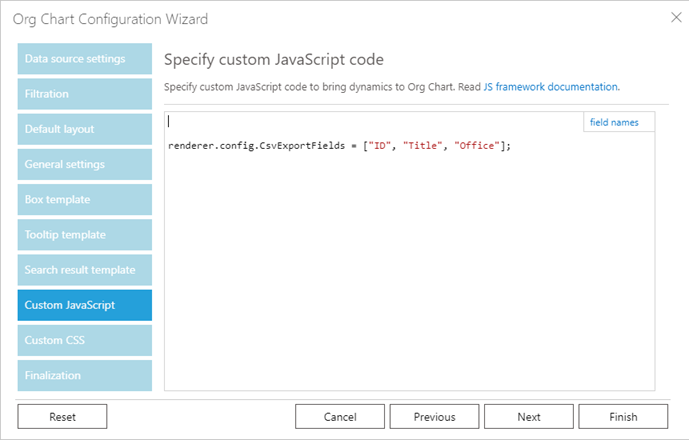 Org Chart Configuration Wizard
Data source settings
Filtration
Default layout
General settings
Box template
Tooltip template
Search result template
Custom JavaScript
Custom CSS
Finalization
Specify custom JavaScript code
Specify custom JavaScript code to bring dynamics to Org Chart. Read JS framework documentation.
field names
renderer.config.CsvExportFields = ["ID", "Title", "Office"];
Reset
Cancel
Previous
Next
Finish